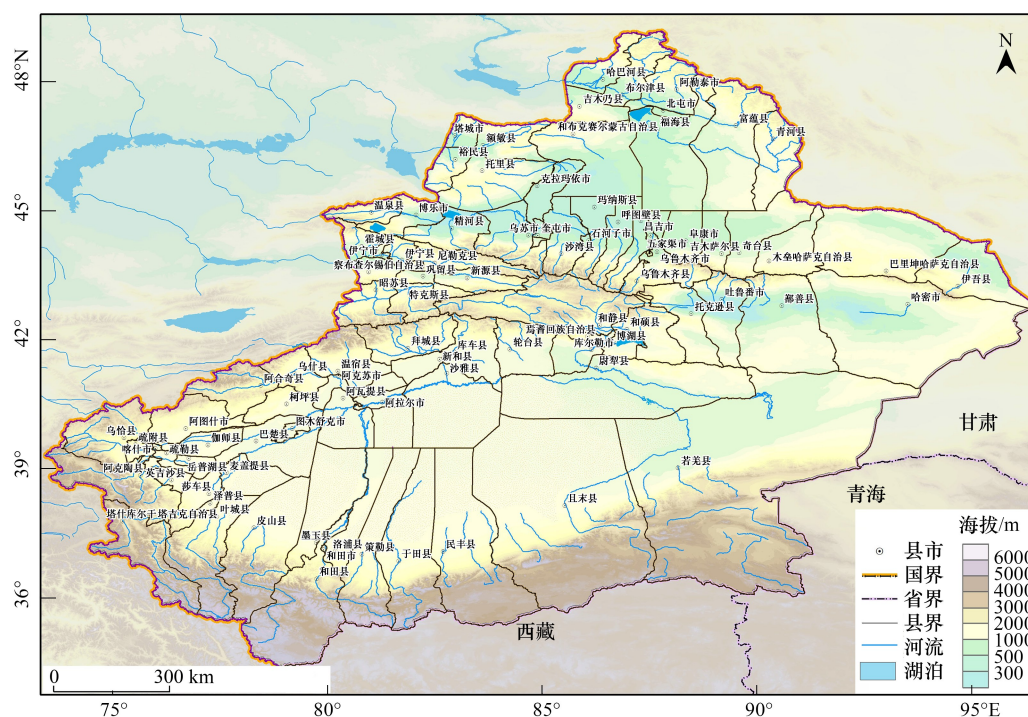 N
48°N
45°
42°
39°
36°
哈巴河县
布尔津县
阿勒泰市
吉木乃县
北屯市
福海县
富蕴县
青河县
和布克赛尔蒙古自治县
塔城市
额敏县
裕民县
托里县
克拉玛依市
玛纳斯县
呼图壁县
昌吉市
阜康市
温泉县
博乐市
精河县
乌苏市
奎屯市
石河子市
沙湾县
五家渠市
吉木萨尔县
奇台县
木垒哈萨克自治县
巴里坤哈萨克自治县
伊吾县
霍城县
伊宁市
伊宁县
尼勒克县
乌鲁木齐市
乌鲁木齐县
察布查尔锡伯自治县
巩留县
新源县
昭苏县
特克斯县
吐鲁番市
托克逊县
鄯善县
哈密市
和静县
和硕县
焉耆回族自治县
博湖县
库尔勒市
尉犁县
轮台县
拜城县
库车县
新和县
沙雅县
乌什县
温宿县
阿合奇县
阿克苏市
柯坪县
阿瓦提县
阿拉尔市
阿图什市
图木舒克市
乌恰县
疏附县
伽师县
巴楚县
喀什市
疏勒县
阿克陶县
英吉沙县
岳普湖县
麦盖提县
莎车县
泽普县
塔什库尔干塔吉克自治县
叶城县
皮山县
墨玉县
洛浦县
和田市
和田县
策勒县
于田县
民丰县
且末县
若羌县
甘肃
青海
西藏
县市
国界
省界
县界
河流
湖泊
海拔/m
6000
5000
4000
3000
2000
1000
500
300
0
300 km
75°
80°
85°
90°
95°E